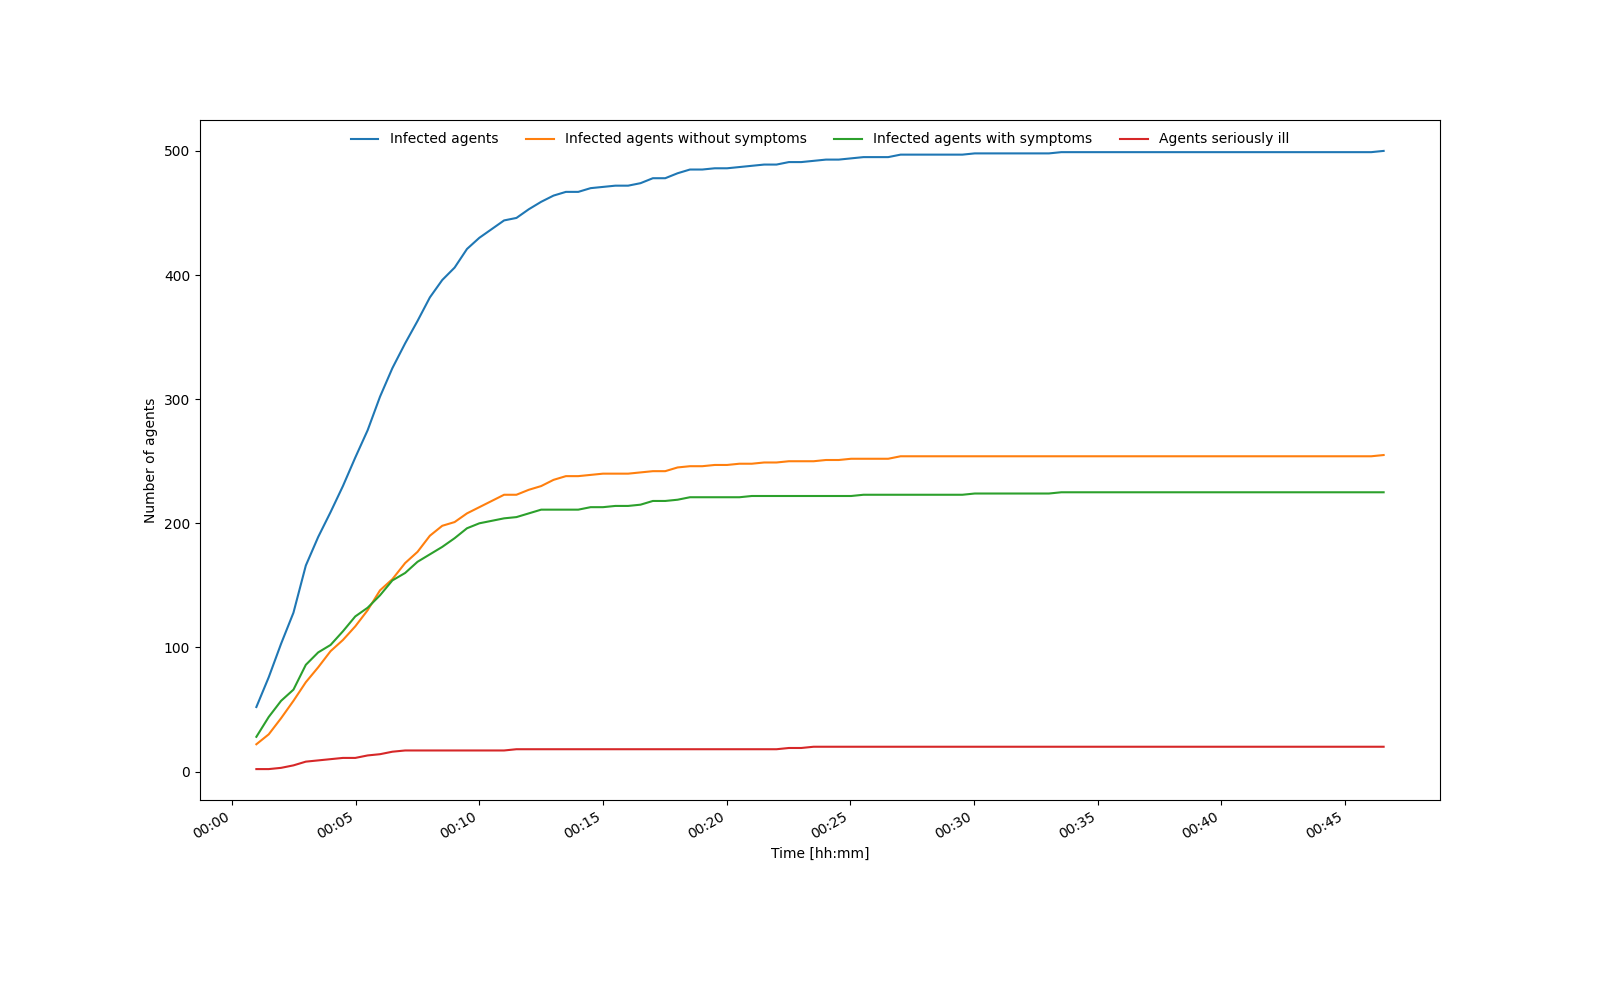 Infected agents Infected agents without symptoms Infected agents with symptoms Agents seriously ill
500
400
300
200
100
0
Number of agents
00:00 00:05 00:10 00:15 00:20 00:25 00:30 00:35 00:40 00:45
Time [hh:mm]